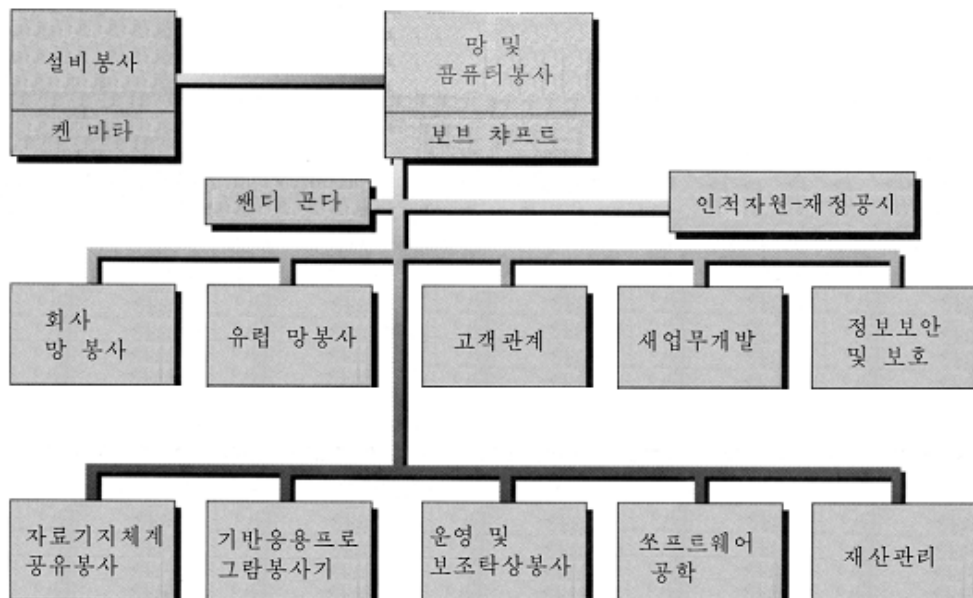 설비봉사
켄 마타
망 및
콤퓨터봉사
보브 챠프트
쌘디 꼰다
인적자원-재정공시
회사
망 봉사
유럽 망봉사
고객관계
새업무개발
정보보안
및 보호
자료기지체계
공유봉사
기반응용프로
그람봉사기
운영 및
보조탁상봉사
쏘프트웨어
공학
재산관리